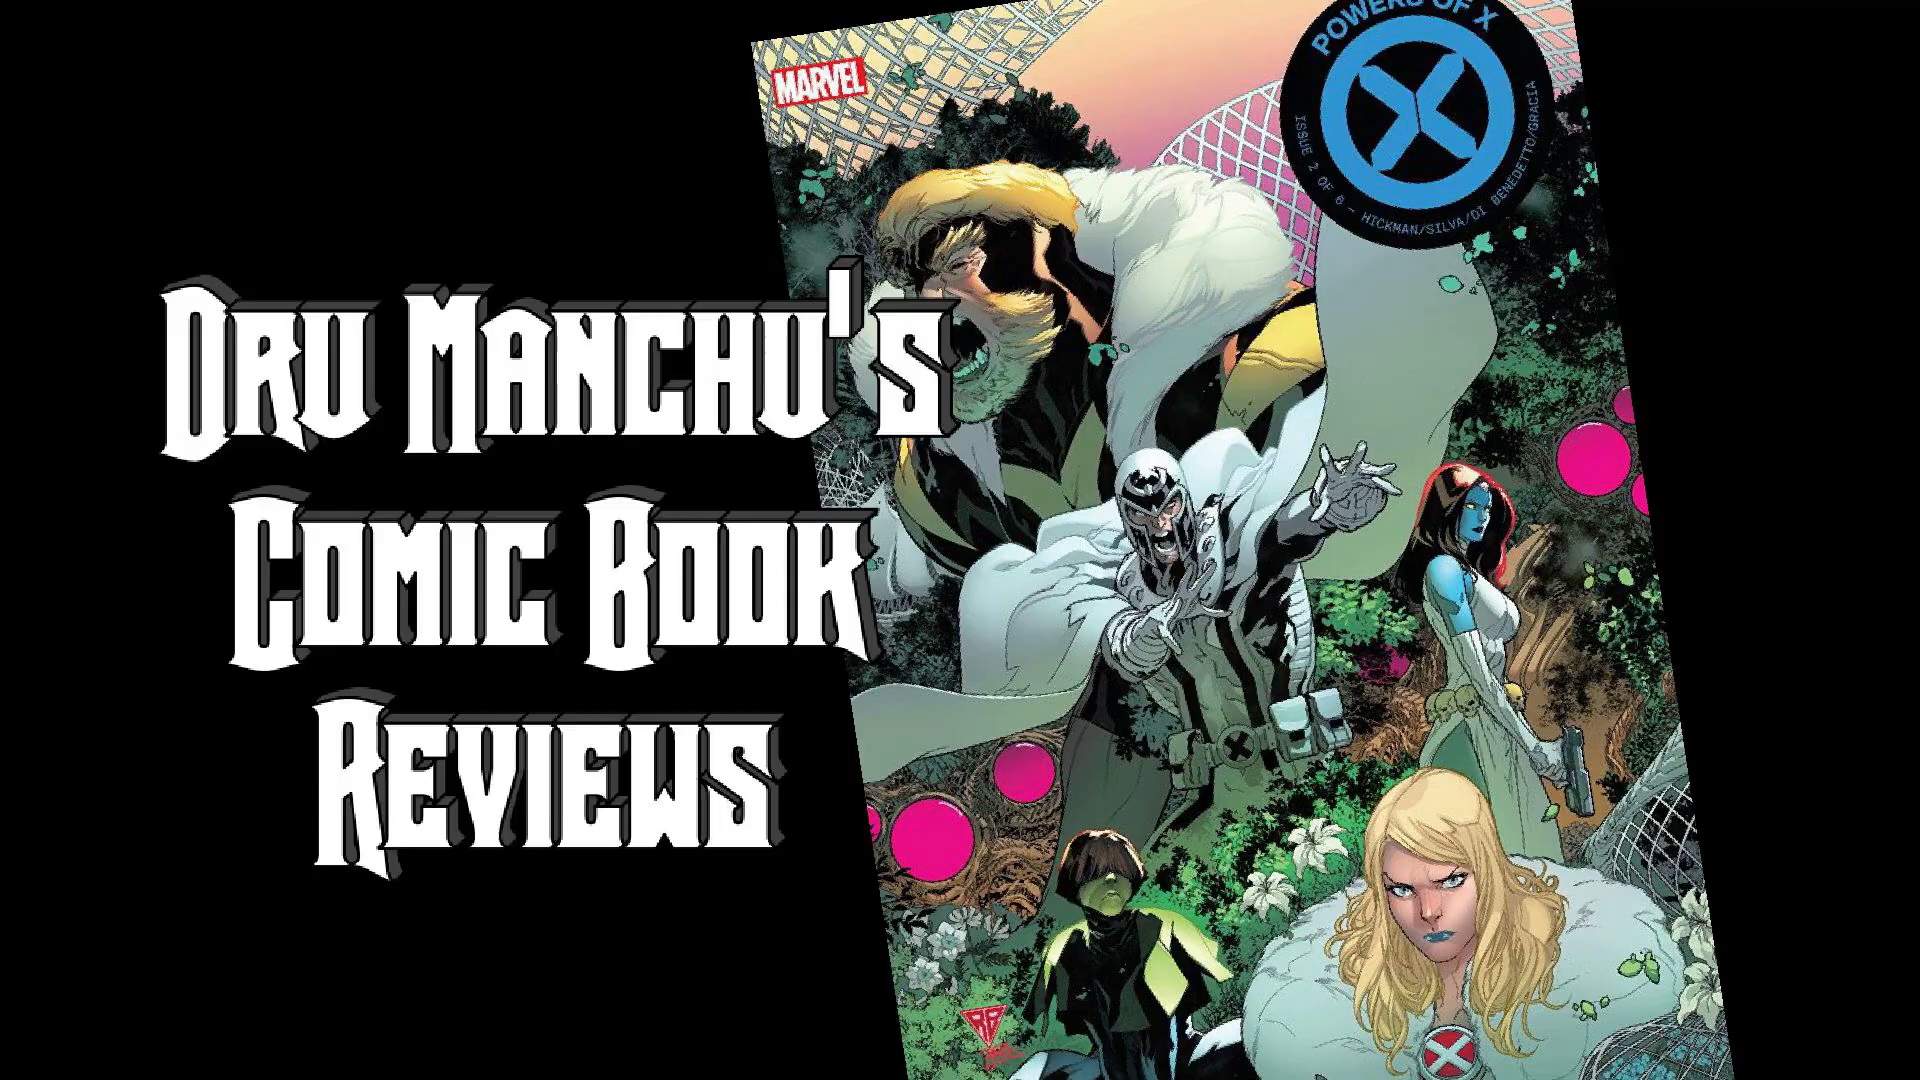 Dru Manchu's
Comic Book
Reviews
MARVEL
POWERS OF X
ISSUE 2 OF 6 - HICKMAN/SILVA/DI BENEDETTO/GRACIA